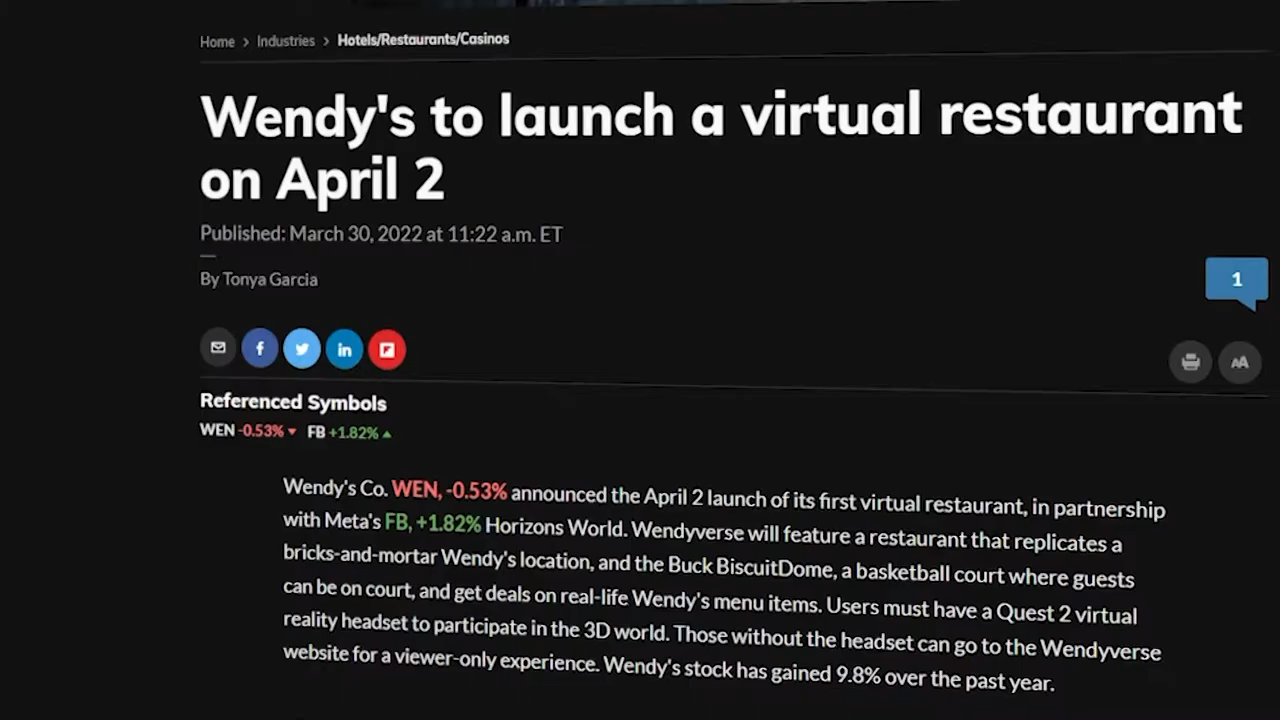 Home > Industries > Hotels/Restaurants/Casinos
Wendy's to launch a virtual restaurant
on April 2
Published: March 30, 2022 at 11:22 a.m. ET
By Tonya Garcia
1
f
in
AA
Referenced Symbols
WEN -0.53% FB +1.82%
Wendy's Co. WEN, -0.53% announced the April 2 launch of its first virtual restaurant, in partnership
with Meta's FB, +1.82% Horizons World. Wendyverse will feature a restaurant that replicates a
bricks-and-mortar Wendy's location, and the Buck BiscuitDome, a basketball court where guests
can be on court, and get deals on real-life Wendy's menu items. Users must have a Quest 2 virtual
reality headset to participate in the 3D world. Those without the headset can go to the Wendyverse
website for a viewer-only experience. Wendy's stock has gained 9.8% over the past year.